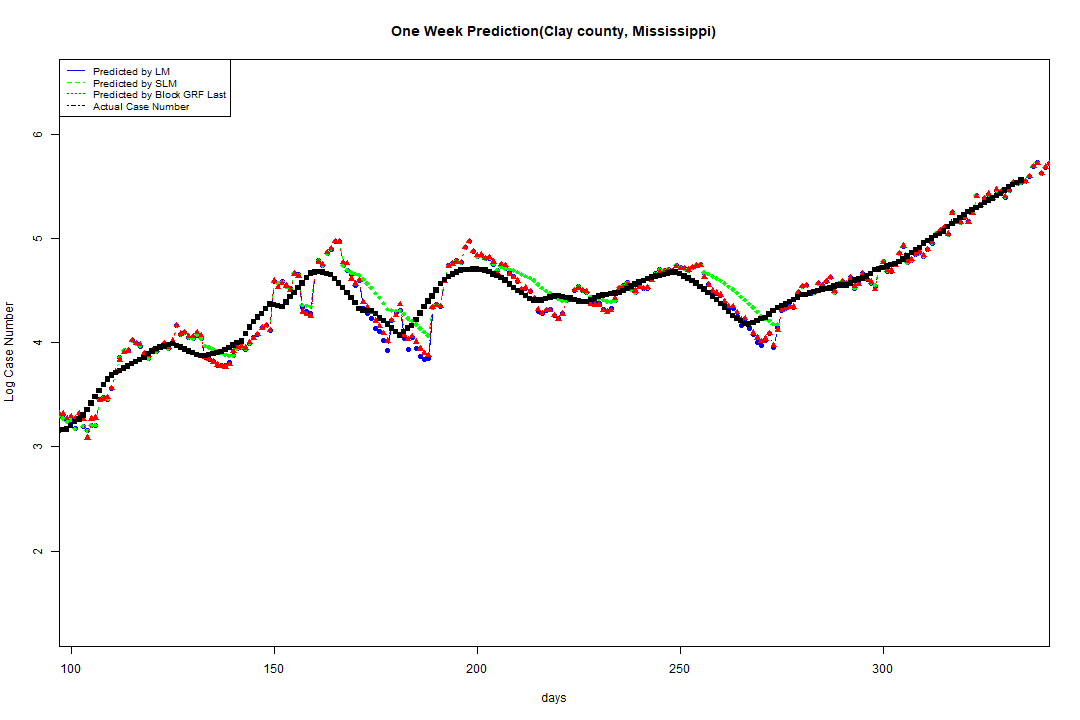 One Week Prediction(Clay county, Mississippi)
Predicted by LM
Predicted by SLM
Predicted by Block GRF Last
Actual Case Number
Log Case Number
6
5
4
3
2
100 150 200 250 300
days